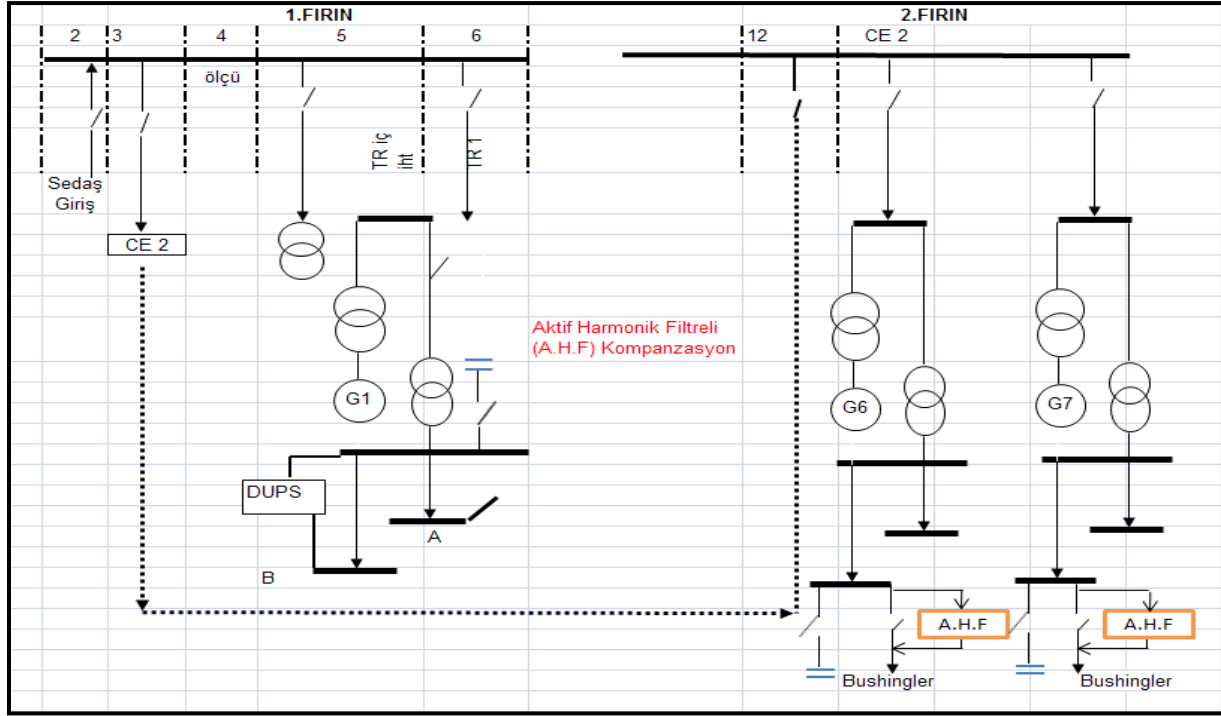 1.FIRIN
2.FIRIN
2
3
4
5
6
12
CE 2
ölçü
TR iç
iht
TR 1
Sedaş
Giriş
CE 2
Aktif Harmonik Filtreli
(A.H.F) Kompanzasyon
G1
G6
G7
DUPS
A
B
A.H.F
A.H.F
Bushingler
Bushingler